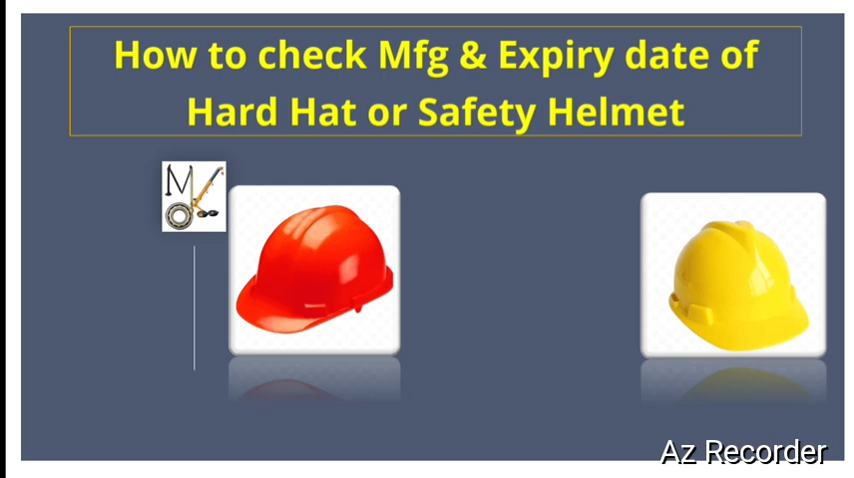 How to check Mfg & Expiry date of
Hard Hat or Safety Helmet
Az Recorder